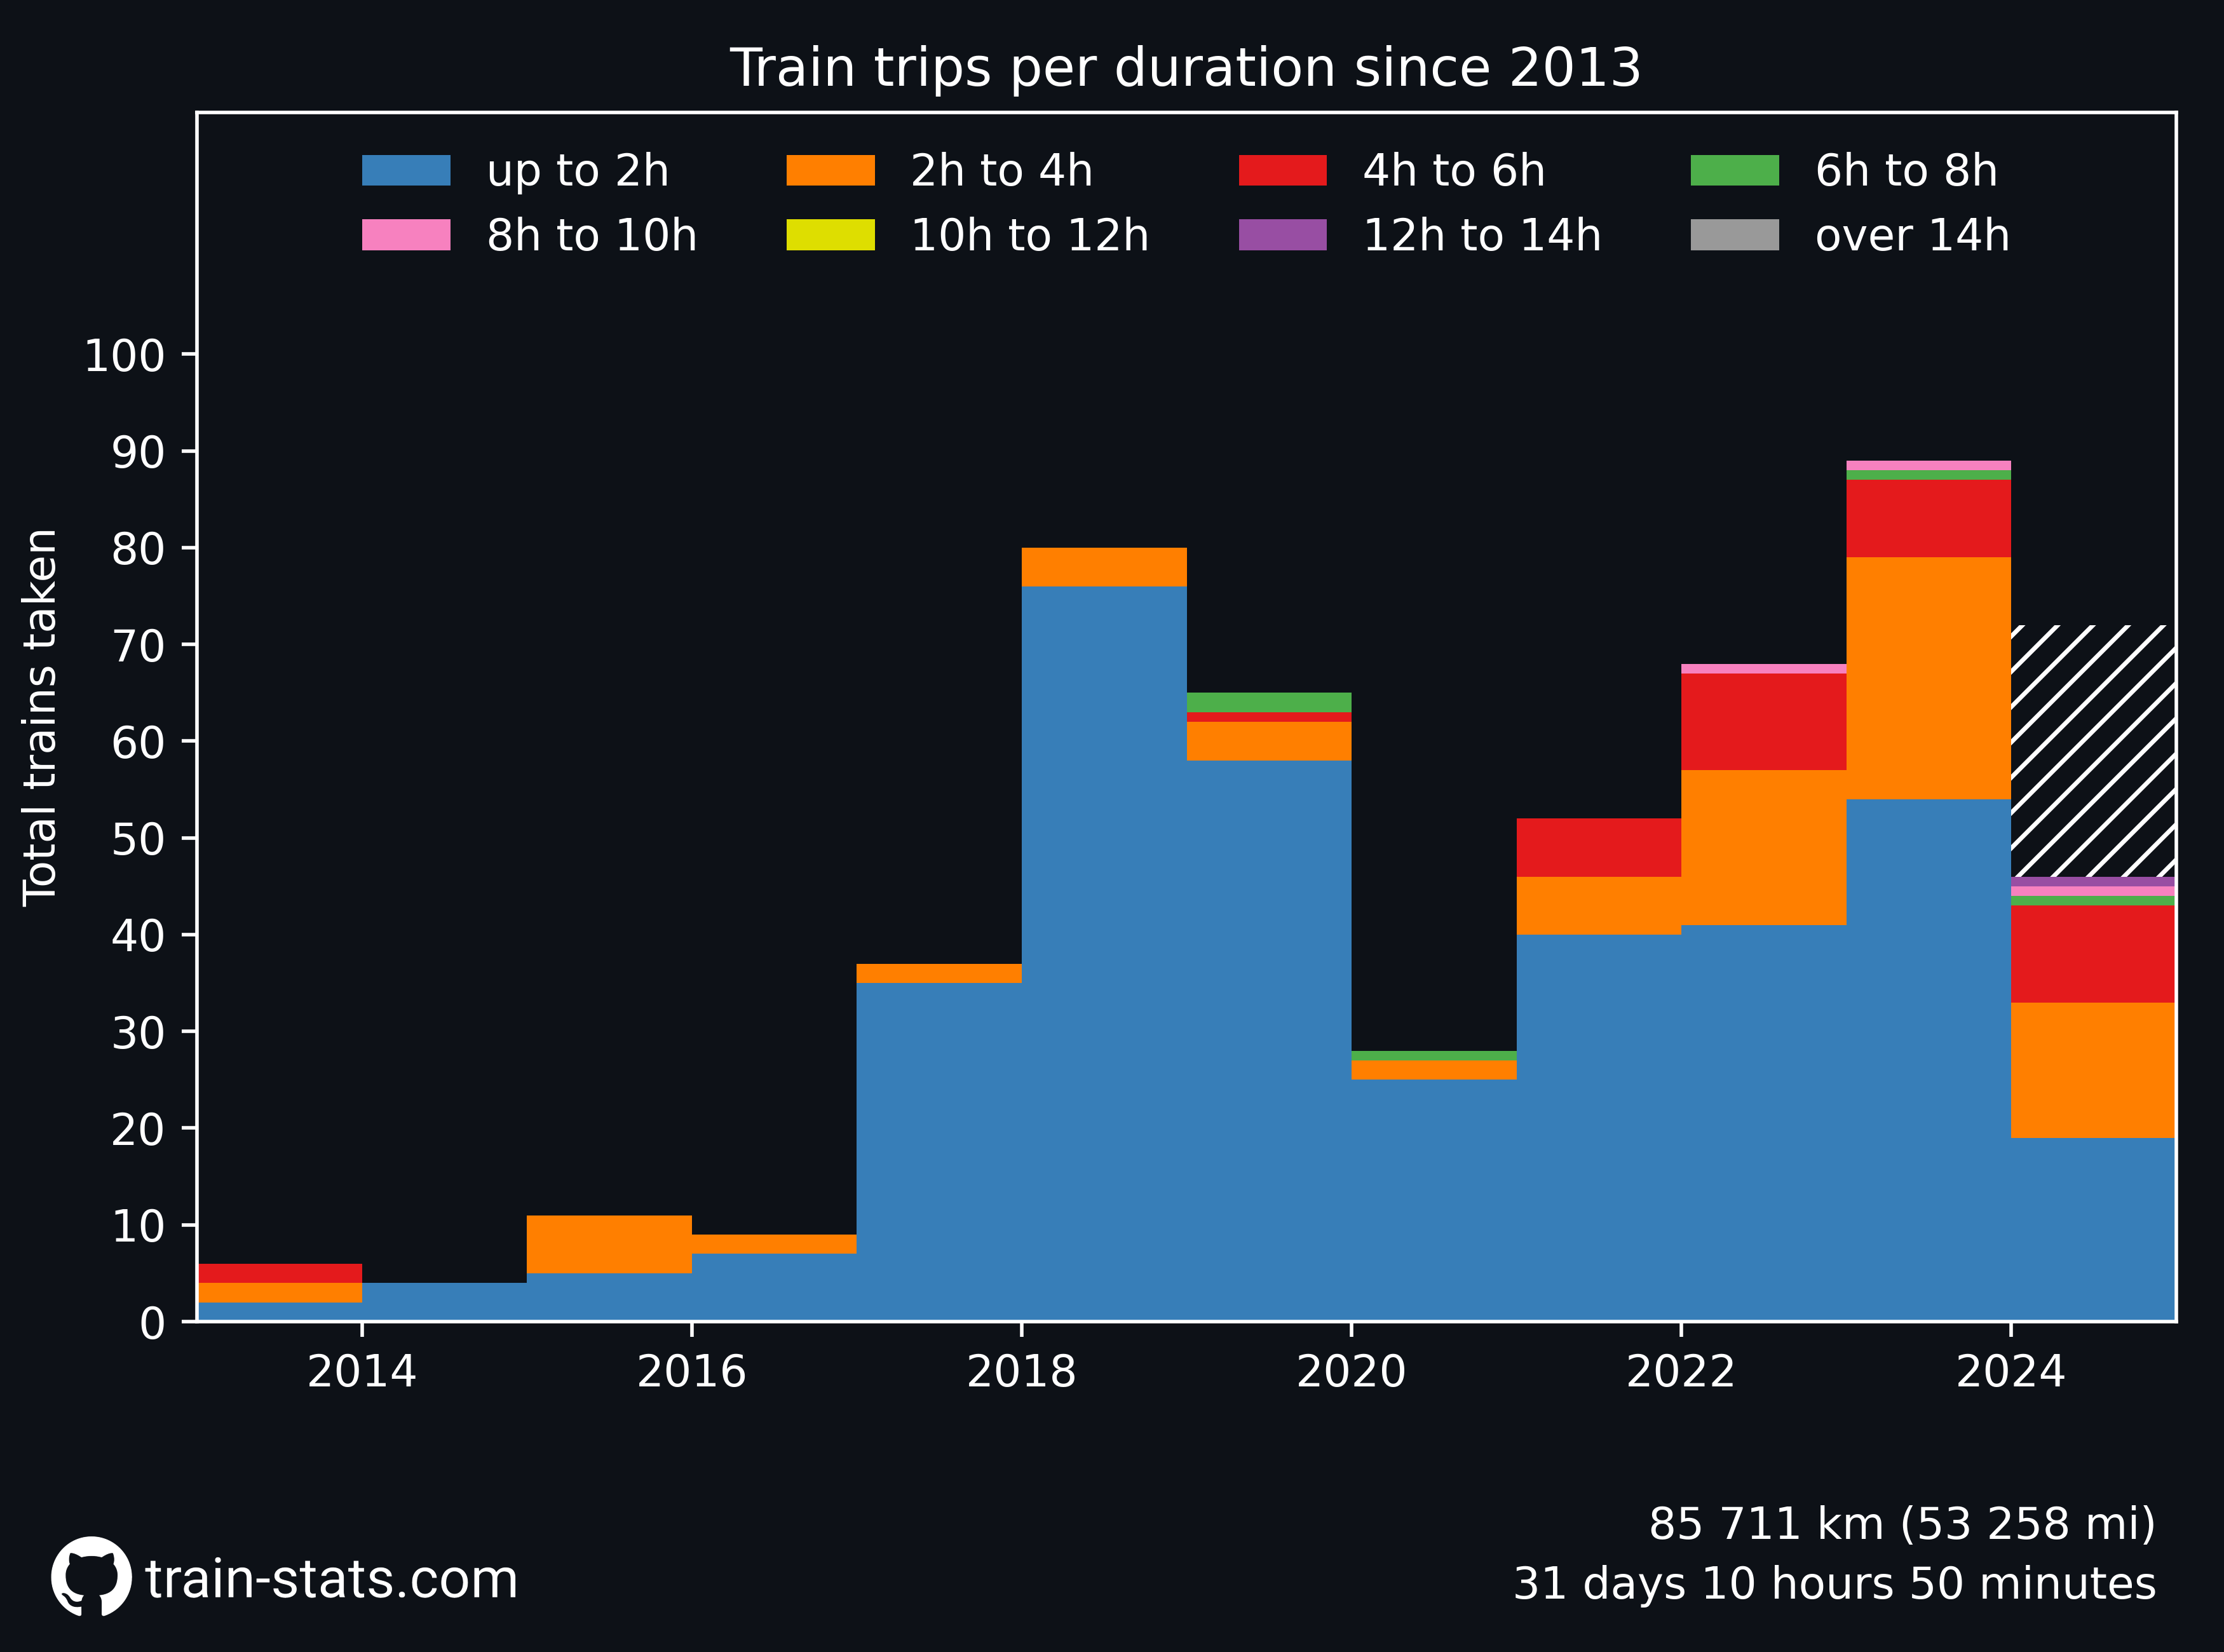 Train trips per duration since 2013
up to 2h 2h to 4h 4h to 6h 6h to 8h
8h to 10h 10h to 12h 12h to 14h over 14h
Total trains taken
100
90
80
70
60
50
40
30
20
10
0
2014 2016 2018 2020 2022 2024
85 711 km (53 258 mi)
31 days 10 hours 50 minutes
train-stats.com